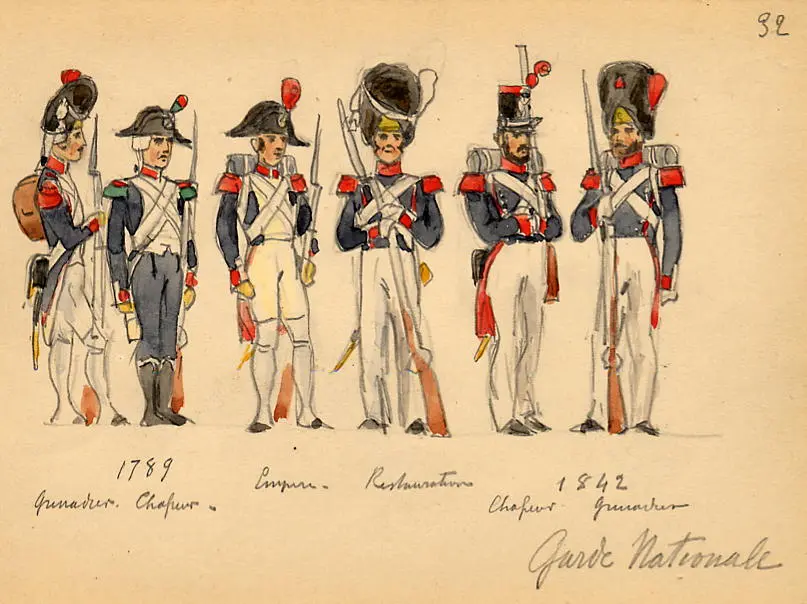 32
1789
Grenadier. Chasseur.
Empire. Restauration
1842
Chasseur Grenadier
Garde Nationale